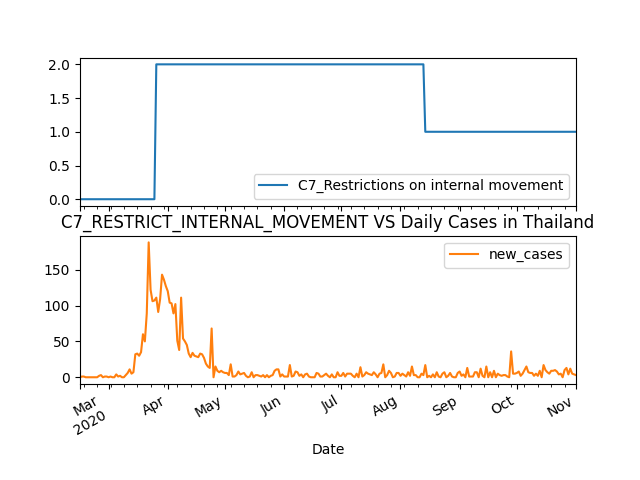 2.0
1.5
1.0
0.5
0.0
C7_Restrictions on internal movement
C7_RESTRICT_INTERNAL_MOVEMENT VS Daily Cases in Thailand
150
100
50
0
new_cases
Mar
2020
Apr
May
Jun
Jul
Aug
Sep
Oct
Nov
Date